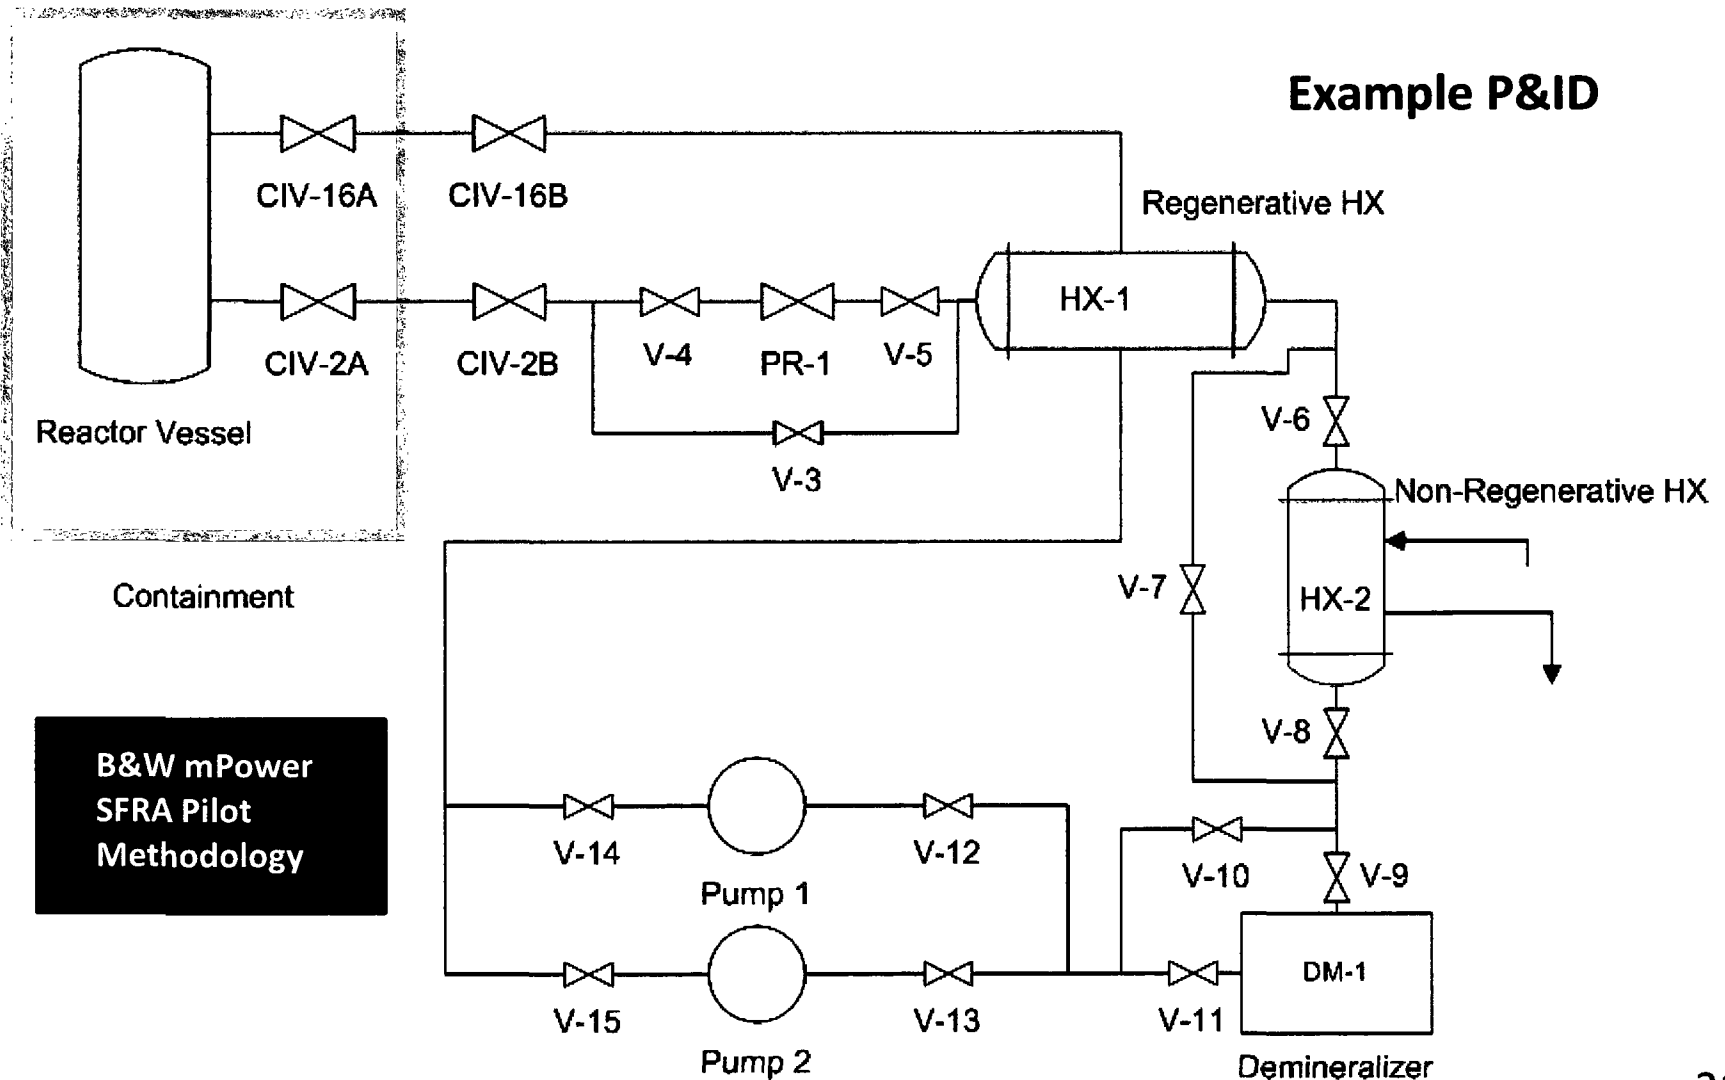 Example P&ID
CIV-16A
CIV-16B
Regenerative HX
HX-1
CIV-2A
CIV-2B
V-4
PR-1
V-5
Reactor Vessel
V-3
V-6
Non-Regenerative HX
V-7
HX-2
Containment
V-8
B&W mPower
SFRA Pilot
Methodology
V-14
V-12
V-10
V-9
Pump 1
DM-1
V-15
V-13
V-11
Pump 2
Demineralizer